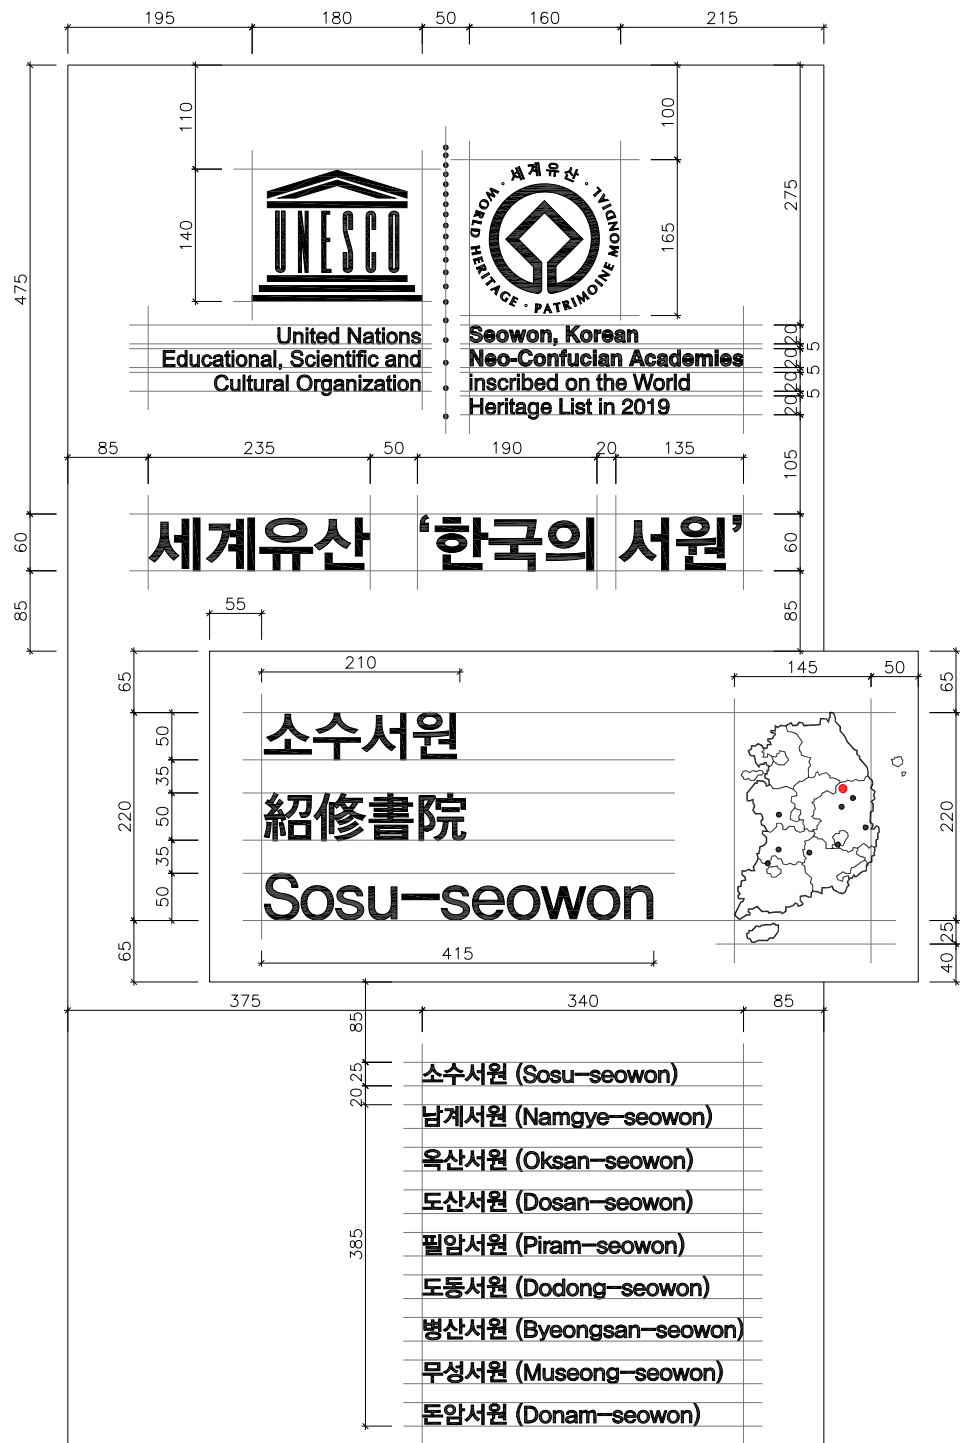 195 180 50 160 215
110
100
275
140
165
475
UNESCO
· 세계유산 ·
WORLD HERITAGE · PATRIMOINE MONDIAL
United Nations
Educational, Scientific and
Cultural Organization
Seowon, Korean
Neo-Confucian Academies
inscribed on the World
Heritage List in 2019
20
5
20
5
20
5
20
105
85 235 50 190 20 135
60
세계유산 ‘한국의 서원’
60
85
85
55
210
145 50
65
65
50
소수서원
35
220
50
紹修書院
220
35
50
Sosu-seowon
65
415
25
40
375 340 85
85
25
소수서원 (Sosu-seowon)
20
남계서원 (Namgye-seowon)
옥산서원 (Oksan-seowon)
도산서원 (Dosan-seowon)
385
필암서원 (Piram-seowon)
도동서원 (Dodong-seowon)
병산서원 (Byeongsan-seowon)
무성서원 (Museong-seowon)
돈암서원 (Donam-seowon)